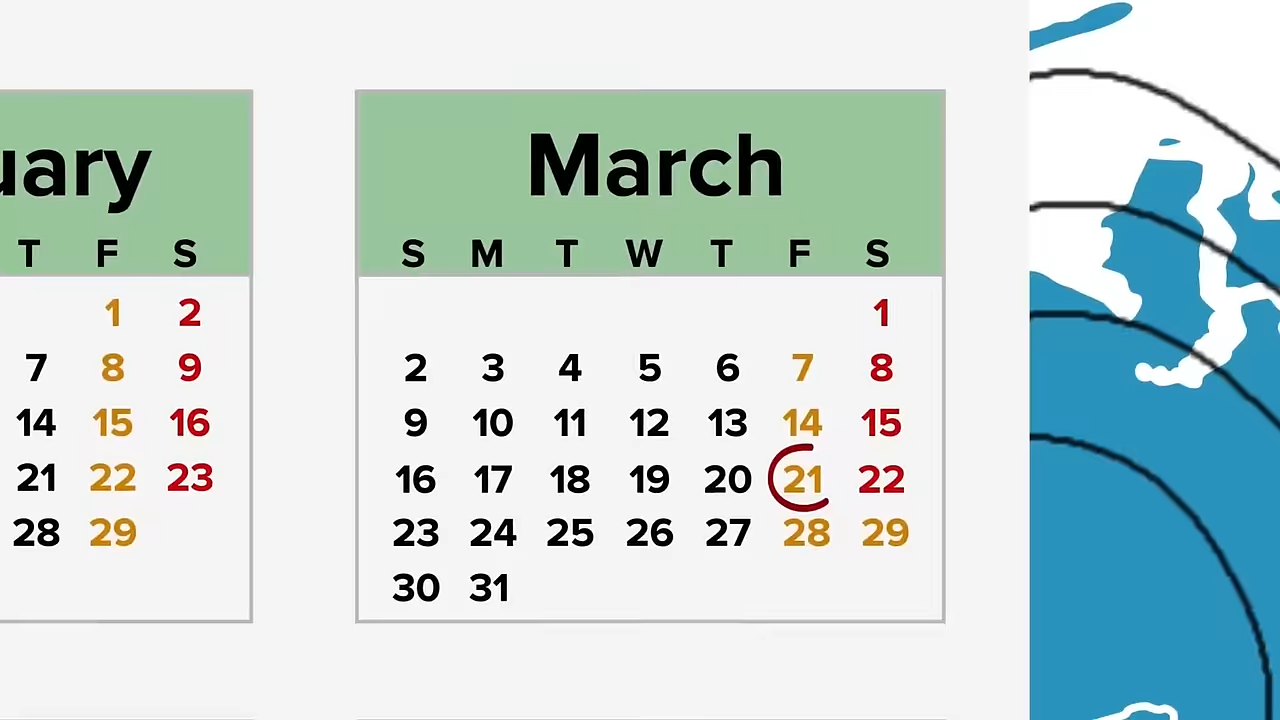 uary
T F S
1 2
7 8 9
14 15 16
21 22 23
28 29
March
S M T W T F S
1
2 3 4 5 6 7 8
9 10 11 12 13 14 15
16 17 18 19 20 21 22
23 24 25 26 27 28 29
30 31